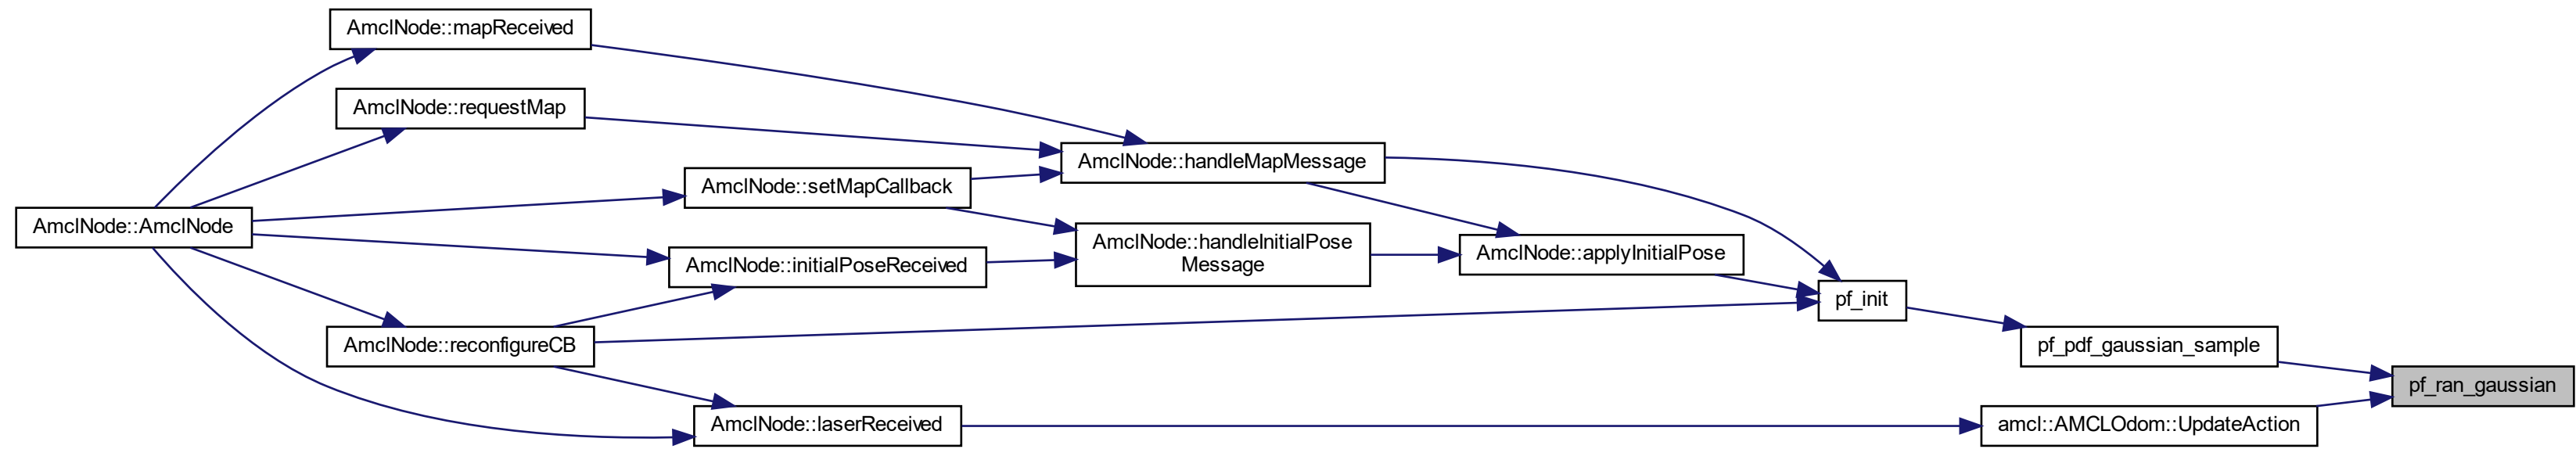 AmclNode::mapReceived
AmclNode::requestMap
AmclNode::handleMapMessage
AmclNode::setMapCallback
AmclNode::AmclNode
AmclNode::handleInitialPose
Message
AmclNode::applyInitialPose
AmclNode::initialPoseReceived
pf_init
AmclNode::reconfigureCB
pf_pdf_gaussian_sample
pf_ran_gaussian
AmclNode::laserReceived
amcl::AMCLOdom::UpdateAction